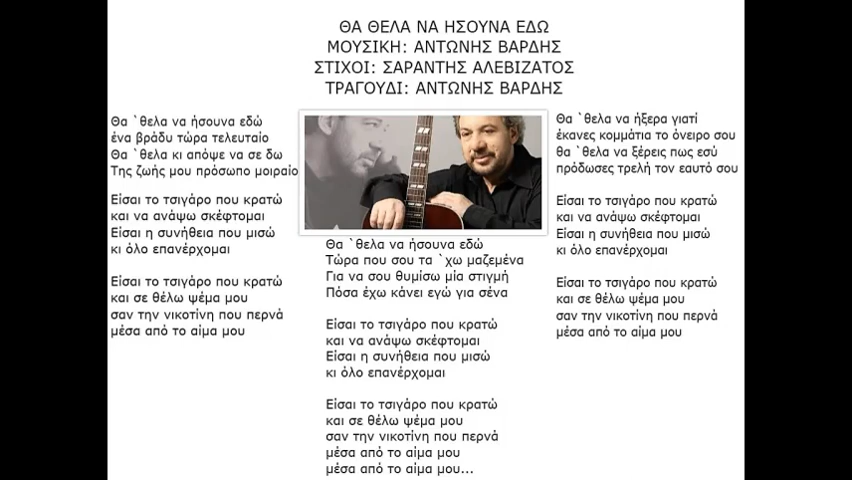 ΘΑ ΘΕΛΑ ΝΑ ΗΣΟΥΝΑ ΕΔΩ
ΜΟΥΣΙΚΗ: ΑΝΤΩΝΗΣ ΒΑΡΔΗΣ
ΣΤΙΧΟΙ: ΣΑΡΑΝΤΗΣ ΑΛΕΒΙΖΑΤΟΣ
ΤΡΑΓΟΥΔΙ: ΑΝΤΩΝΗΣ ΒΑΡΔΗΣ
Θα `θελα να ήσουνα εδώ
ένα βράδυ τώρα τελευταίο
Θα `θελα κι απόψε να σε δω
Της ζωής μου πρόσωπο μοιραίο
Είσαι το τσιγάρο που κρατώ
και να ανάψω σκέφτομαι
Είσαι η συνήθεια που μισώ
κι όλο επανέρχομαι
Είσαι το τσιγάρο που κρατώ
και σε θέλω ψέμα μου
σαν την νικοτίνη που περνά
μέσα από το αίμα μου
Θα `θελα να ήσουνα εδώ
Τώρα που σου τα `χω μαζεμένα
Για να σου θυμίσω μία στιγμή
Πόσα έχω κάνει εγώ για σένα
Είσαι το τσιγάρο που κρατώ
και να ανάψω σκέφτομαι
Είσαι η συνήθεια που μισώ
κι όλο επανέρχομαι
Είσαι το τσιγάρο που κρατώ
και σε θέλω ψέμα μου
σαν την νικοτίνη που περνά
μέσα από το αίμα μου
μέσα από το αίμα μου...
Θα `θελα να ήξερα γιατί
έκανες κομμάτια το όνειρο σου
θα `θελα να ξέρεις πως εσύ
πρόδωσες τρελή τον εαυτό σου
Είσαι το τσιγάρο που κρατώ
και να ανάψω σκέφτομαι
Είσαι η συνήθεια που μισώ
κι όλο επανέρχομαι
Είσαι το τσιγάρο που κρατώ
και σε θέλω ψέμα μου
σαν την νικοτίνη που περνά
μέσα από το αίμα μου